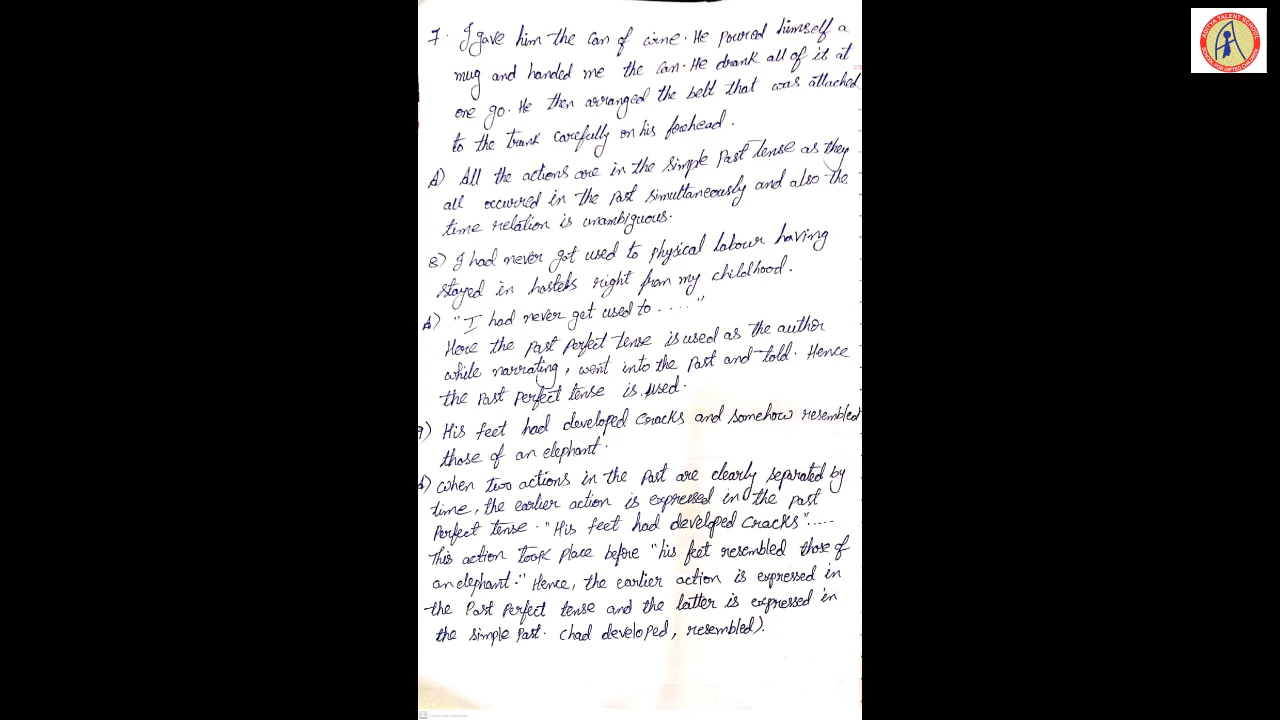 7. I gave him the can of wine. He poured himself a
mug and handed me the can. He drank all of it at
one go. He then arranged the belt that was attached
to the trunk carefully on his forehead.
A) All the actions are in the simple past tense as they
all occurred in the past simultaneously and also the
time relation is unambiguous.
8) I had never got used to physical labour having
stayed in hostels right from my childhood.
A) "I had never get used to ....."
Here the past perfect tense is used as the author
while narrating, went into the past and told. Hence
the past perfect tense is used.
9) His feet had developed cracks and somehow resembled
those of an elephant.
A) When two actions in the past are clearly separated by
time, the earlier action is expressed in the past
perfect tense. "His feet had developed cracks".....
This action took place before "his feet resembled those of
an elephant." Hence, the earlier action is expressed in
the Past Perfect tense and the latter is expressed in
the simple past. (had developed, resembled).
ADITYA TALENT SCHOOL
SCHOOL FOR GIFTED CHILDREN